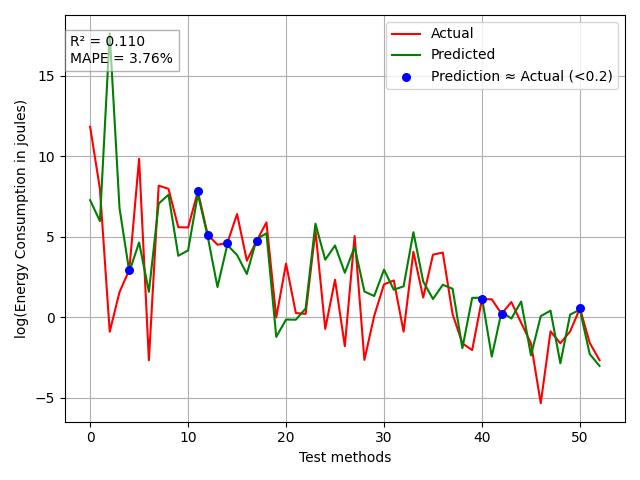 R² = 0.110
MAPE = 3.76%
Actual
Predicted
Prediction ≈ Actual (<0.2)
log(Energy Consumption in joules)
15
10
5
0
−5
0 10 20 30 40 50
Test methods